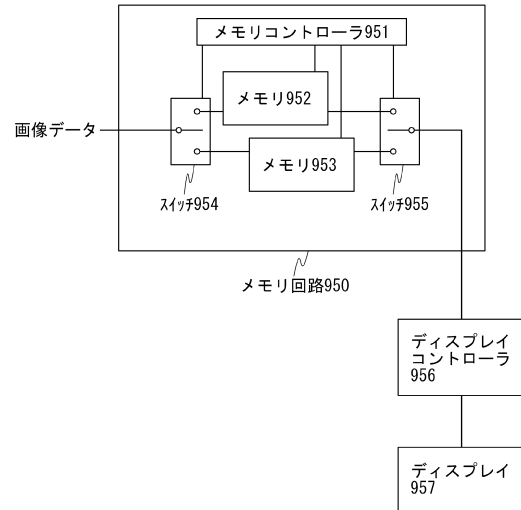 メモリコントローラ951
メモリ952
画像データ
メモリ953
スイッチ954
スイッチ955
メモリ回路950
ディスプレイ
コントローラ
956
ディスプレイ
957